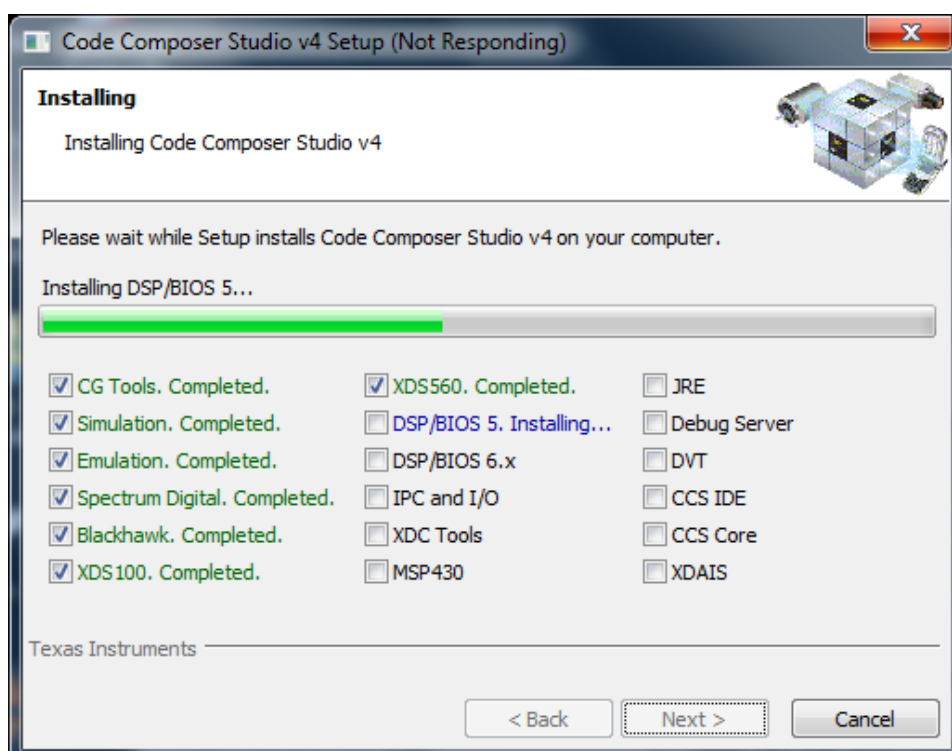 Code Composer Studio v4 Setup (Not Responding)
Installing
Installing Code Composer Studio v4
Please wait while Setup installs Code Composer Studio v4 on your computer.
Installing DSP/BIOS 5...
CG Tools. Completed.
Simulation. Completed.
Emulation. Completed.
Spectrum Digital. Completed.
Blackhawk. Completed.
XDS100. Completed.
XDS560. Completed.
DSP/BIOS 5. Installing...
DSP/BIOS 6.x
IPC and I/O
XDC Tools
MSP430
JRE
Debug Server
DVT
CCS IDE
CCS Core
XDAIS
Texas Instruments
< Back
Next >
Cancel